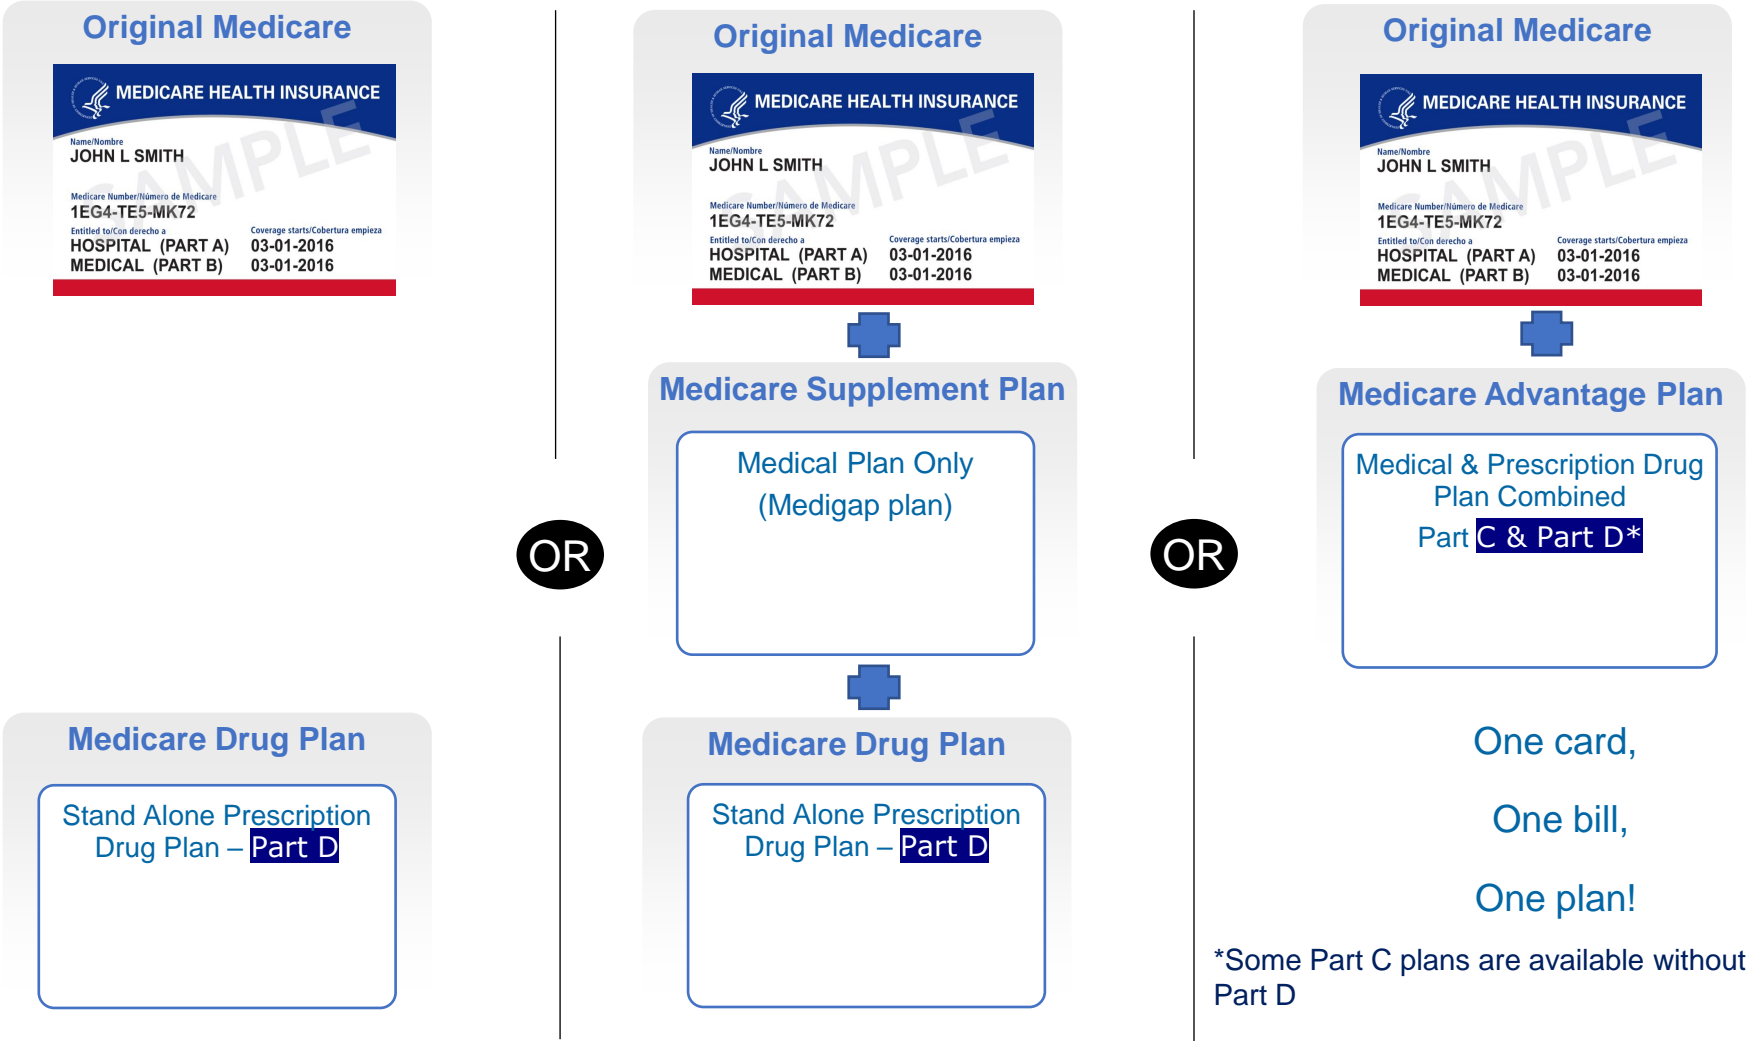 Original Medicare
MEDICARE HEALTH INSURANCE
Name/Nombre
JOHN L SMITH
Medicare Number/Número de Medicare
1EG4-TE5-MK72
Entitled to/Con derecho a Coverage starts/Cobertura empieza
HOSPITAL (PART A) 03-01-2016
MEDICAL (PART B) 03-01-2016
SAMPLE
Medicare Drug Plan
Stand Alone Prescription
Drug Plan – Part D
OR
Original Medicare
MEDICARE HEALTH INSURANCE
Name/Nombre
JOHN L SMITH
Medicare Number/Número de Medicare
1EG4-TE5-MK72
Entitled to/Con derecho a Coverage starts/Cobertura empieza
HOSPITAL (PART A) 03-01-2016
MEDICAL (PART B) 03-01-2016
SAMPLE
Medicare Supplement Plan
Medical Plan Only
(Medigap plan)
Medicare Drug Plan
Stand Alone Prescription
Drug Plan – Part D
OR
Original Medicare
MEDICARE HEALTH INSURANCE
Name/Nombre
JOHN L SMITH
Medicare Number/Número de Medicare
1EG4-TE5-MK72
Entitled to/Con derecho a Coverage starts/Cobertura empieza
HOSPITAL (PART A) 03-01-2016
MEDICAL (PART B) 03-01-2016
SAMPLE
Medicare Advantage Plan
Medical & Prescription Drug
Plan Combined
Part C & Part D*
One card,
One bill,
One plan!
*Some Part C plans are available without
Part D